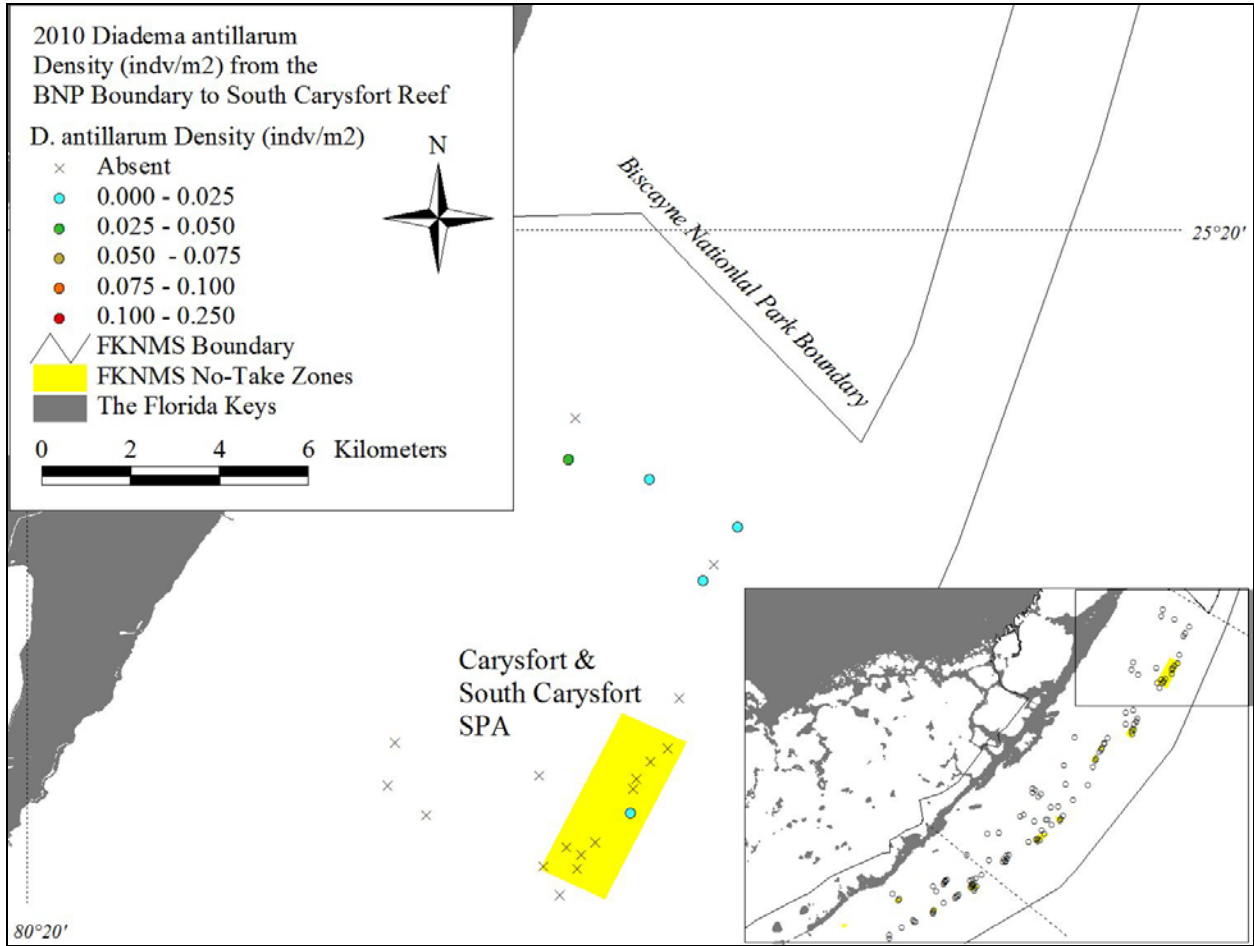 2010 Diadema antillarum
Density (indv/m2) from the
BNP Boundary to South Carysfort Reef
D. antillarum Density (indv/m2)
Absent
0.000 - 0.025
0.025 - 0.050
0.050 - 0.075
0.075 - 0.100
0.100 - 0.250
FKNMS Boundary
FKNMS No-Take Zones
The Florida Keys
0 2 4 6 Kilometers
N
Biscayne Nationlal Park Boundary
25°20'
Carysfort &
South Carysfort
SPA
80°20'